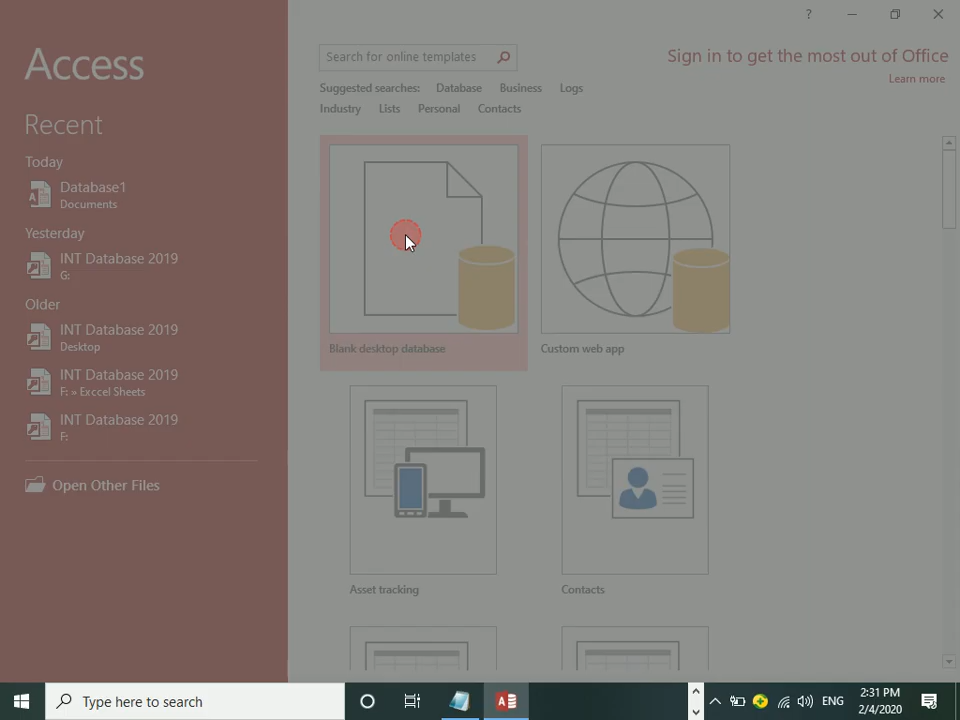 Access
Recent
Today
Database1
Documents
Yesterday
INT Database 2019
G:
Older
INT Database 2019
Desktop
INT Database 2019
F: » Exccel Sheets
INT Database 2019
F:
Open Other Files
?
Search for online templates
Sign in to get the most out of Office
Learn more
Suggested searches: Database Business Logs
Industry Lists Personal Contacts
Blank desktop database
Custom web app
Asset tracking
Contacts
Type here to search
ENG
2:31 PM
2/4/2020